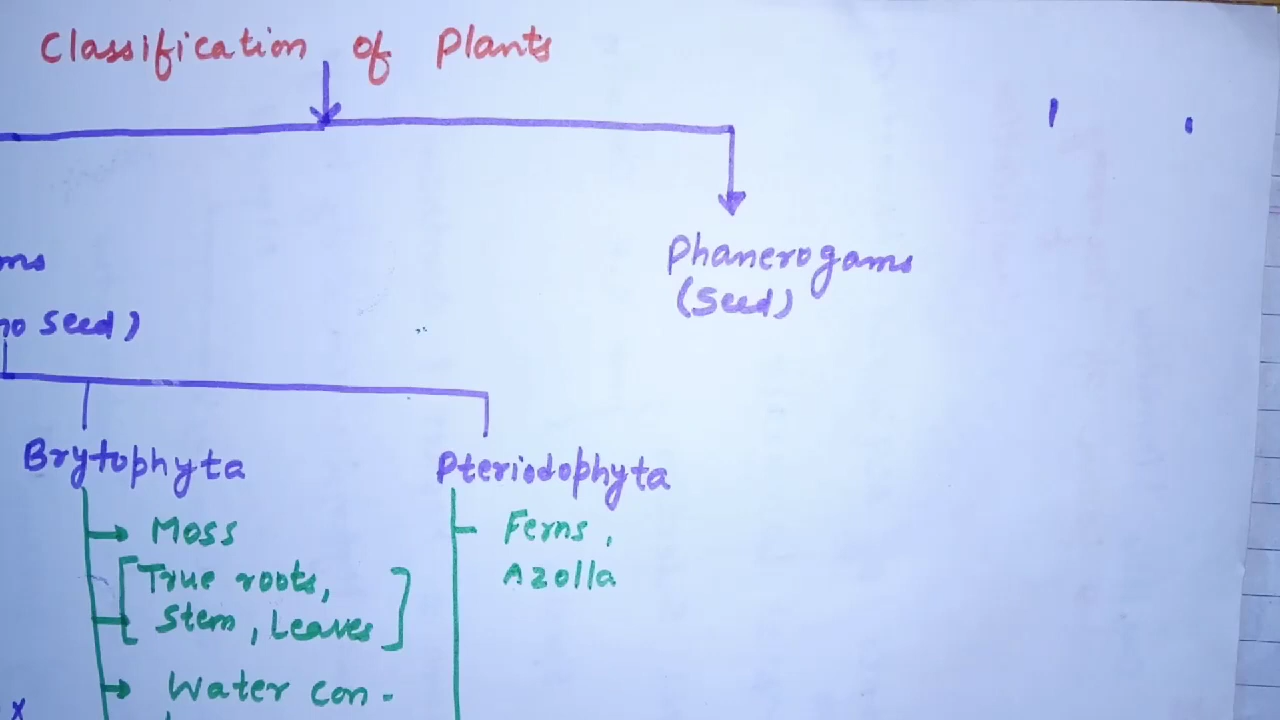 Classification of Plants
ms
Phanerogams
(Seed)
no seed)
Brytophyta
Pteriodophyta
Moss
Ferns,
True roots,
Azolla
Stem, Leaves
Water con-
x